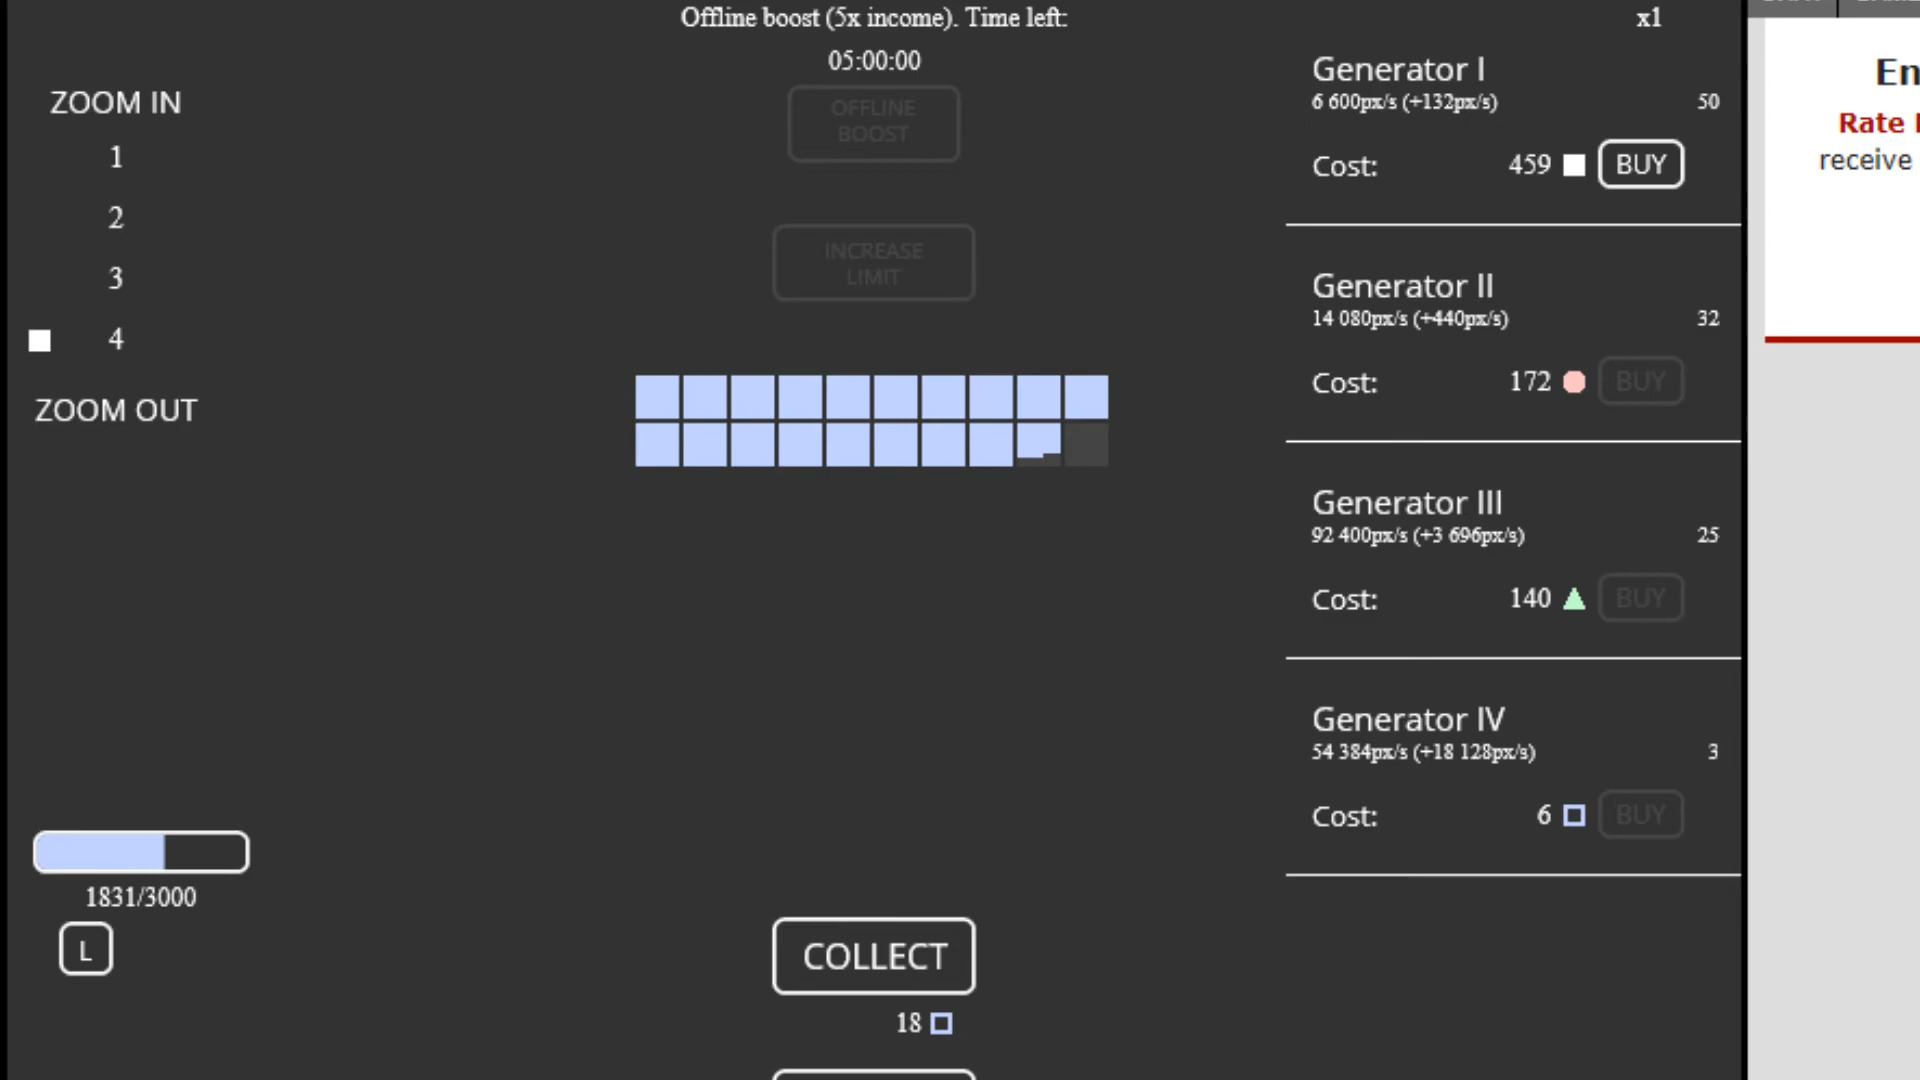 Offline boost (5x income). Time left:
05:00:00
OFFLINE
BOOST
INCREASE
LIMIT
ZOOM IN
1
2
3
4
ZOOM OUT
1831/3000
L
COLLECT
18
x1
Generator I
6 600px/s (+132px/s)
50
Cost:
459
BUY
Generator II
14 080px/s (+440px/s)
32
Cost:
172
BUY
Generator III
92 400px/s (+3 696px/s)
25
Cost:
140
BUY
Generator IV
54 384px/s (+18 128px/s)
3
Cost:
6
BUY
En
Rate
receive